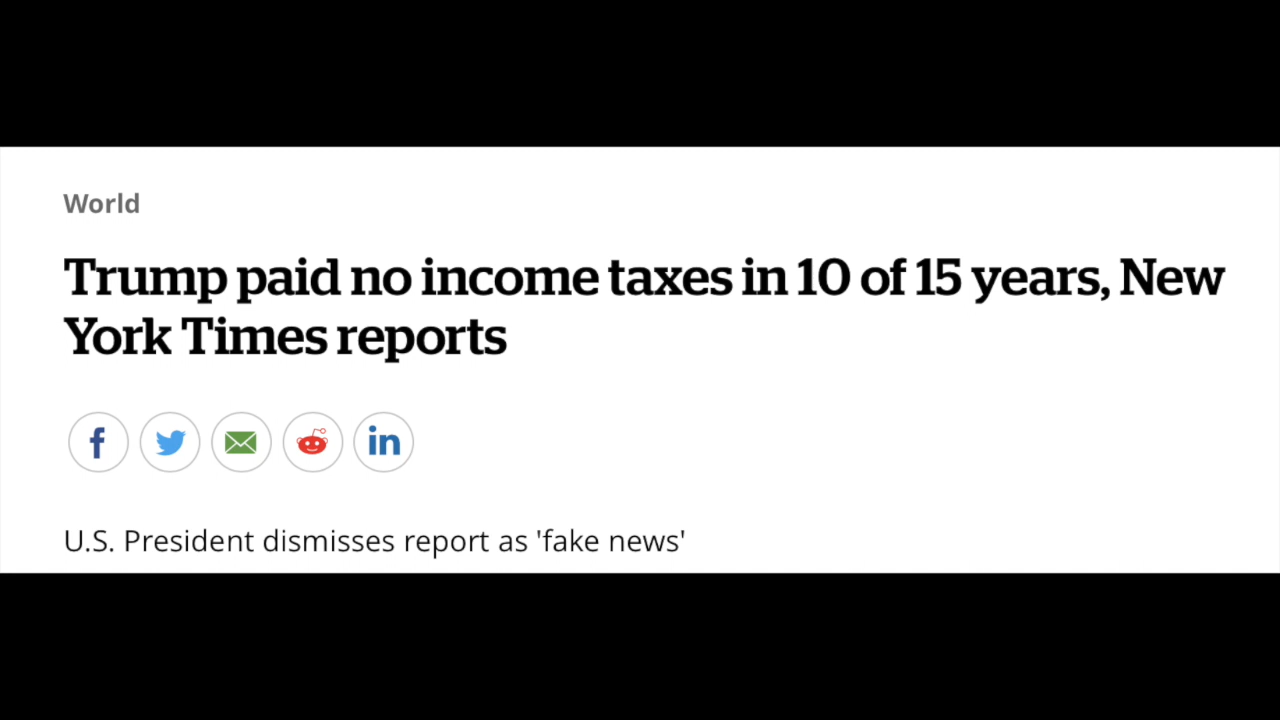 World
Trump paid no income taxes in 10 of 15 years, New
York Times reports
U.S. President dismisses report as 'fake news'